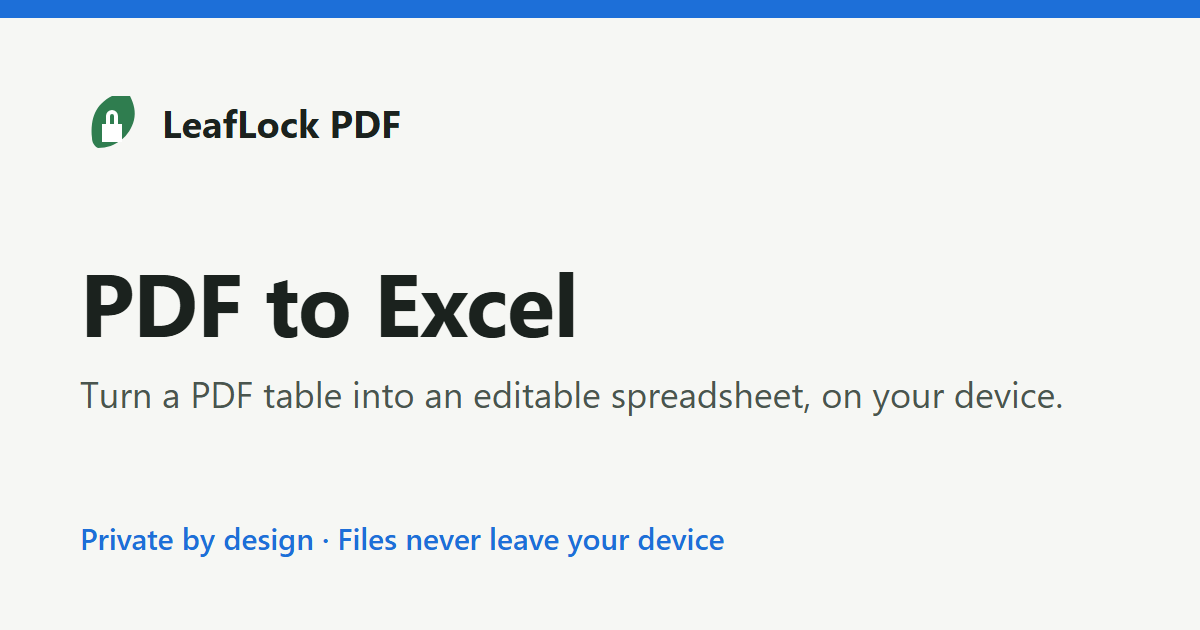 LeafLock PDF
PDF to Excel
Turn a PDF table into an editable spreadsheet, on your device.
Private by design · Files never leave your device